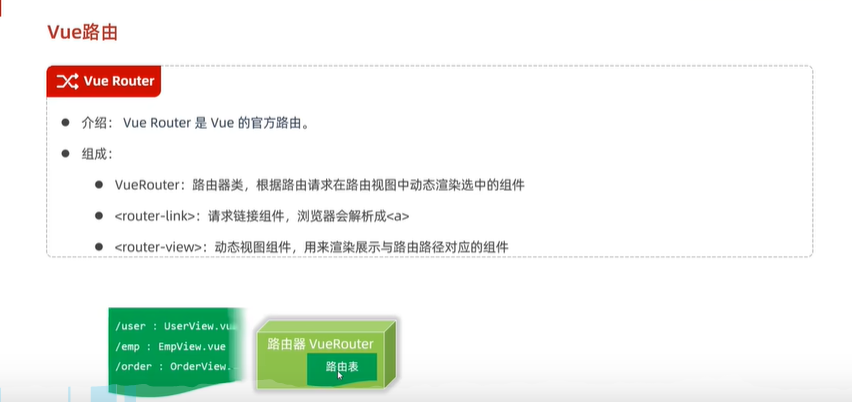 Vue路由
Vue Router
介绍： Vue Router 是 Vue 的官方路由。
组成：
VueRouter：路由器类，根据路由请求在路由视图中动态渲染选中的组件
<router-link>：请求链接组件，浏览器会解析成<a>
<router-view>：动态视图组件，用来渲染展示与路由路径对应的组件
/user : UserView.vue
/emp : EmpView.vue
/order : OrderView.
路由器 VueRouter
路由表